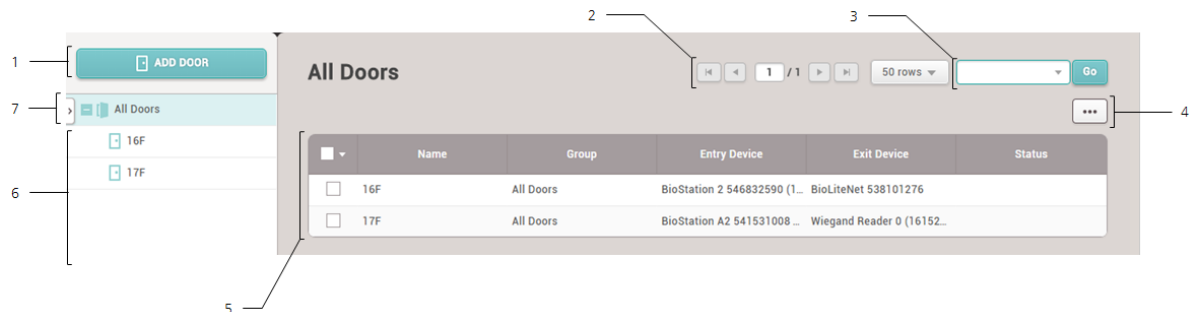 2
3
1
ADD DOOR
All Doors
1 / 1
50 rows
Go
7
All Doors
•••
4
16F
17F
6
Name Group Entry Device Exit Device Status
16F All Doors BioStation 2 546832590 (1... BioLiteNet 538101276
17F All Doors BioStation A2 541531008 ... Wiegand Reader 0 (16152...
5